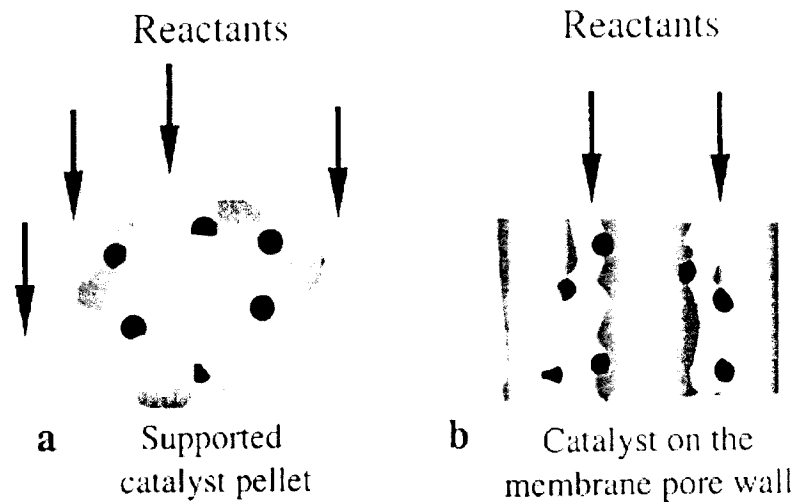 Reactants
Reactants
a
Supported
catalyst pellet
b
Catalyst on the
membrane pore wall